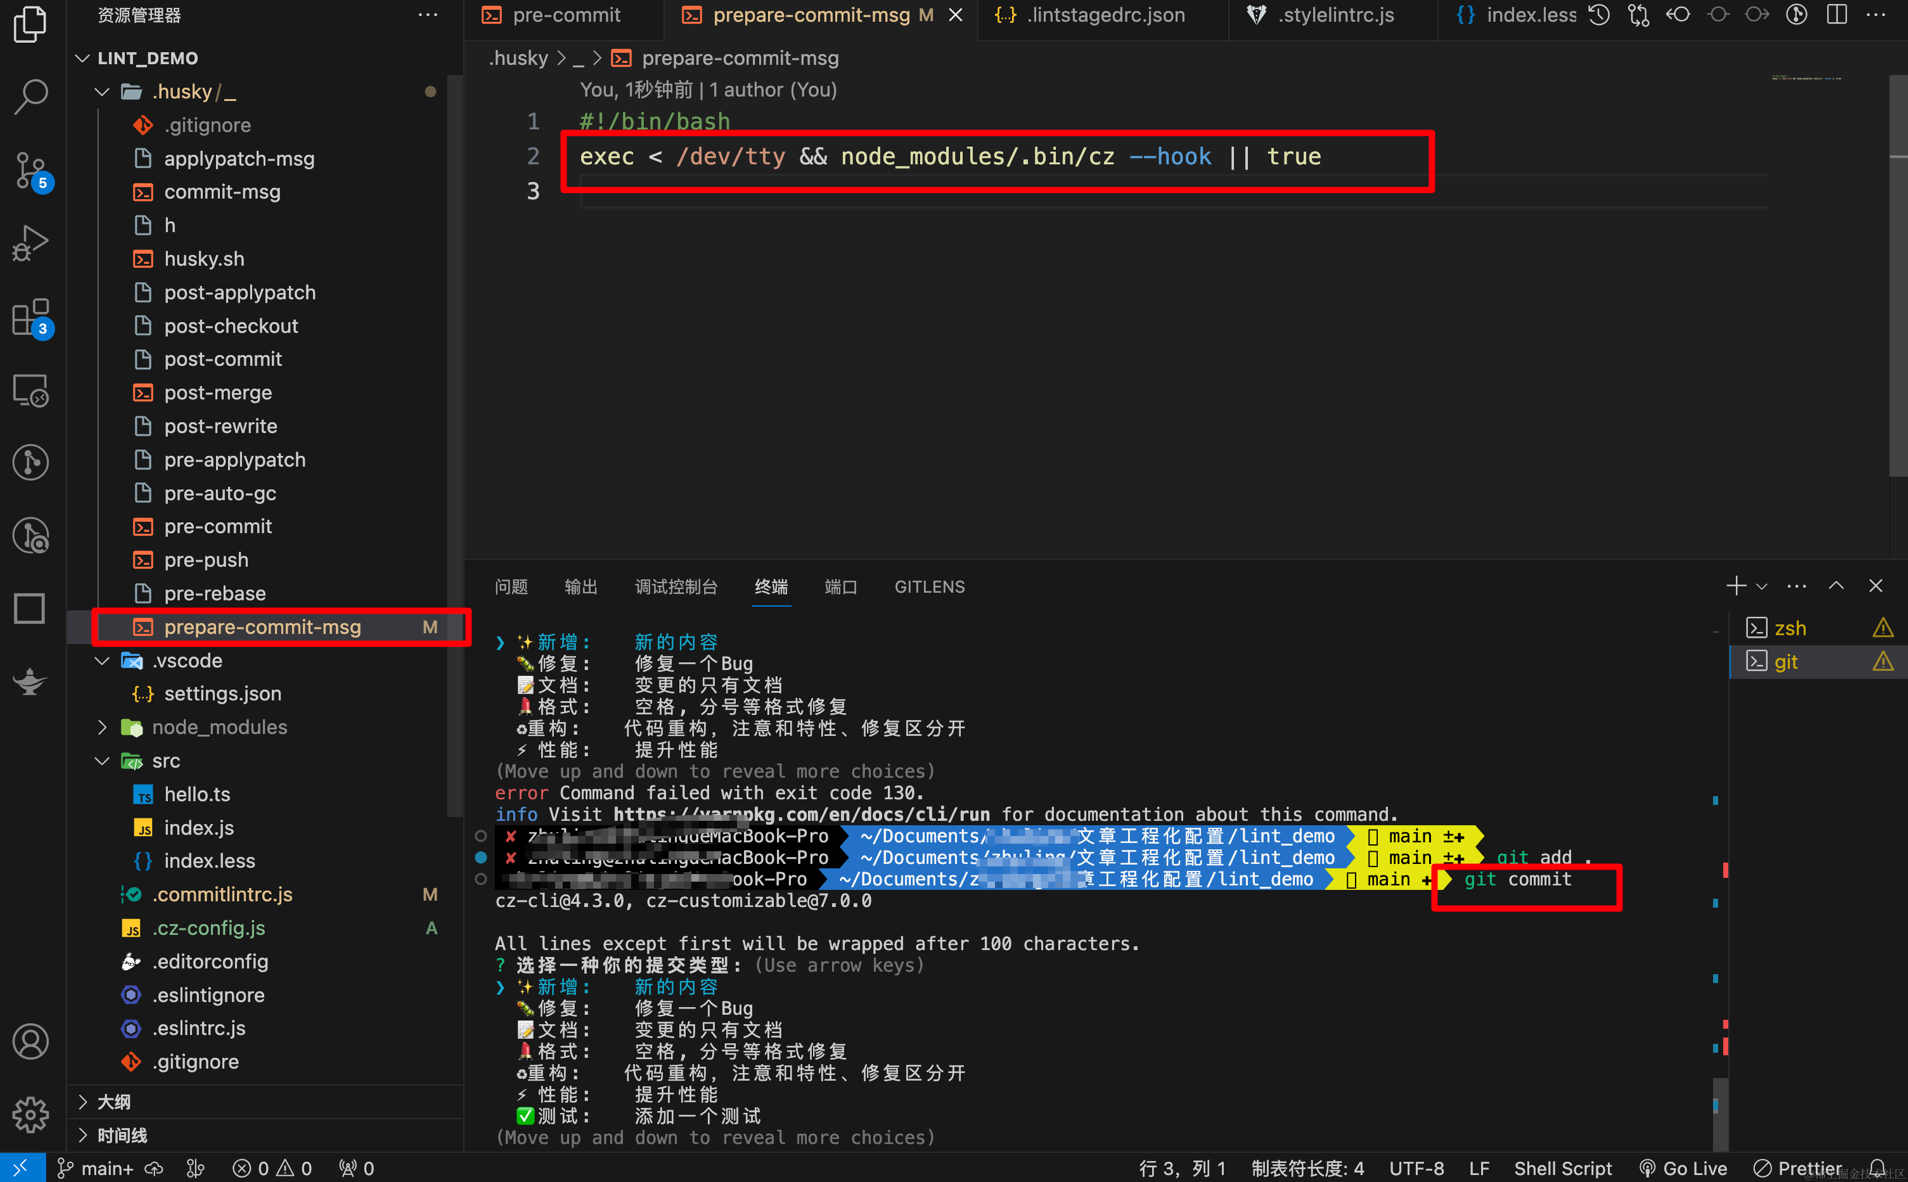 资源管理器
LINT_DEMO
.husky/_
.gitignore
applypatch-msg
commit-msg
h
husky.sh
post-applypatch
post-checkout
post-commit
post-merge
post-rewrite
pre-applypatch
pre-auto-gc
pre-commit
pre-push
pre-rebase
prepare-commit-msg M
.vscode
settings.json
node_modules
src
hello.ts
index.js
index.less
.commitlintrc.js M
.cz-config.js A
.editorconfig
.eslintignore
.eslintrc.js
.gitignore
大纲
时间线
5
3
pre-commit
prepare-commit-msg M
.lintstagedrc.json
.stylelintrc.js
index.less
.husky > _ > prepare-commit-msg
You, 1秒钟前 | 1 author (You)
1 #!/bin/bash
2 exec < /dev/tty && node_modules/.bin/cz --hook || true
3
问题 输出 调试控制台 终端 端口 GITLENS
zsh
git
❯ ✨新增: 新的内容
🐛修复: 修复一个Bug
📝文档: 变更的只有文档
💄格式: 空格, 分号等格式修复
♻️重构: 代码重构, 注意和特性、修复区分开
⚡ 性能: 提升性能
(Move up and down to reveal more choices)
error Command failed with exit code 130.
info Visit https://yarnpkg.com/en/docs/cli/run for documentation about this command.
✘ MacBook-Pro ~/Documents/ 文章工程化配置/lint_demo main ±✚
✘ zhuling@zhulingdeMacBook-Pro ~/Documents/zhuling/文章工程化配置/lint_demo main ±✚ git add .
ook-Pro ~/Documents/z 章工程化配置/lint_demo main ✚ git commit
cz-cli@4.3.0, cz-customizable@7.0.0
All lines except first will be wrapped after 100 characters.
? 选择一种你的提交类型: (Use arrow keys)
❯ ✨新增: 新的内容
🐛修复: 修复一个Bug
📝文档: 变更的只有文档
💄格式: 空格, 分号等格式修复
♻️重构: 代码重构, 注意和特性、修复区分开
⚡ 性能: 提升性能
✅测试: 添加一个测试
(Move up and down to reveal more choices)
main+ 0 0 0 行 3, 列 1 制表符长度: 4 UTF-8 LF Shell Script Go Live Prettier
@稀土掘金技术社区